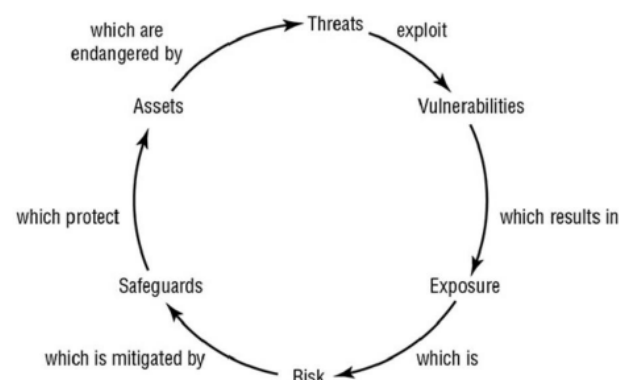 Threats
exploit
Vulnerabilities
which results in
Exposure
which is
Risk
which is mitigated by
Safeguards
which protect
Assets
which are
endangered by